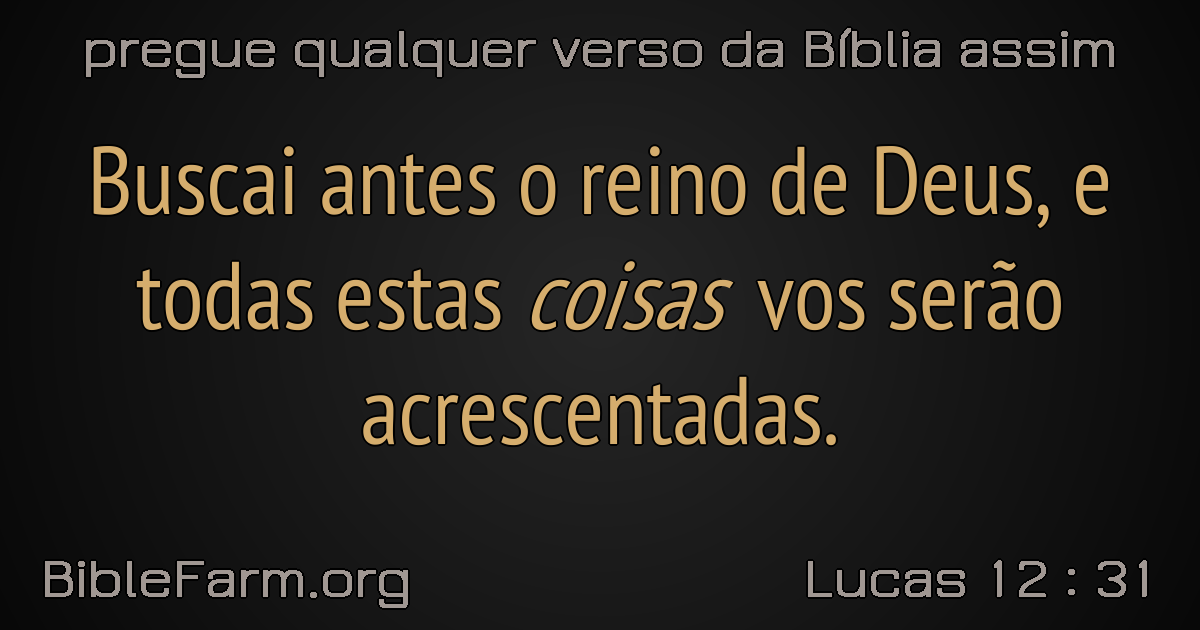 pregue qualquer verso da Bíblia assim
Buscai antes o reino de Deus, e
todas estas coisas vos serão
acrescentadas.
BibleFarm.org
Lucas 12 : 31